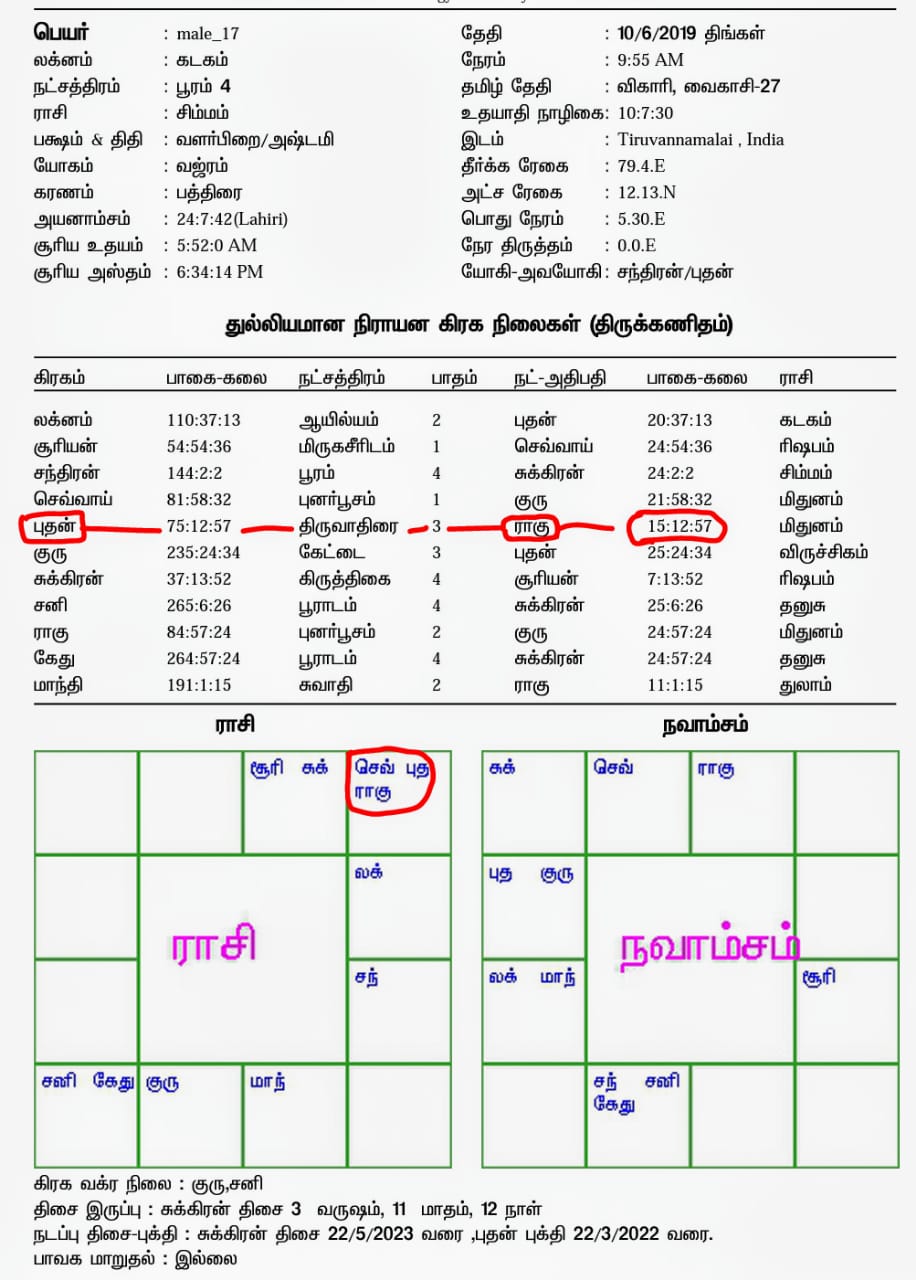 பெயர் : male_17 தேதி : 10/6/2019 திங்கள்
லக்னம் : கடகம் நேரம் : 9:55 AM
நட்சத்திரம் : பூரம் 4 தமிழ் தேதி : விகாரி, வைகாசி-27
ராசி : சிம்மம் உதயாதி நாழிகை: 10:7:30
பக்ஷம் & திதி : வளர்பிறை/அஷ்டமி இடம் : Tiruvannamalai , India
யோகம் : வஜ்ரம் தீர்க்க ரேகை : 79.4.E
கரணம் : பத்திரை அட்ச ரேகை : 12.13.N
அயனாம்சம் : 24:7:42(Lahiri) பொது நேரம் : 5.30.E
சூரிய உதயம் : 5:52:0 AM நேர திருத்தம் : 0.0.E
சூரிய அஸ்தம் : 6:34:14 PM யோகி-அவயோகி: சந்திரன்/புதன்
துல்லியமான நிராயன கிரக நிலைகள் (திருக்கணிதம்)
கிரகம் பாகை-கலை நட்சத்திரம் பாதம் நட்-அதிபதி பாகை-கலை ராசி
லக்னம் 110:37:13 ஆயில்யம் 2 புதன் 20:37:13 கடகம்
சூரியன் 54:54:36 மிருகசீரிடம் 1 செவ்வாய் 24:54:36 ரிஷபம்
சந்திரன் 144:2:2 பூரம் 4 சுக்கிரன் 24:2:2 சிம்மம்
செவ்வாய் 81:58:32 புனர்பூசம் 1 குரு 21:58:32 மிதுனம்
புதன் 75:12:57 திருவாதிரை 3 ராகு 15:12:57 மிதுனம்
குரு 235:24:34 கேட்டை 3 புதன் 25:24:34 விருச்சிகம்
சுக்கிரன் 37:13:52 கிருத்திகை 4 சூரியன் 7:13:52 ரிஷபம்
சனி 265:6:26 பூராடம் 4 சுக்கிரன் 25:6:26 தனுசு
ராகு 84:57:24 புனர்பூசம் 2 குரு 24:57:24 மிதுனம்
கேது 264:57:24 பூராடம் 4 சுக்கிரன் 24:57:24 தனுசு
மாந்தி 191:1:15 சுவாதி 2 ராகு 11:1:15 துலாம்
ராசி நவாம்சம்
சூரி சுக் செவ் புத சுக் செவ் ராகு
ராகு
லக் புத குரு
ராசி நவாம்சம்
சந் லக் மாந் சூரி
சனி கேது குரு மாந் சந் சனி
கேது
கிரக வக்ர நிலை : குரு,சனி
திசை இருப்பு : சுக்கிரன் திசை 3 வருஷம், 11 மாதம், 12 நாள்
நடப்பு திசை-புக்தி : சுக்கிரன் திசை 22/5/2023 வரை ,புதன் புக்தி 22/3/2022 வரை.
பாவக மாறுதல் : இல்லை